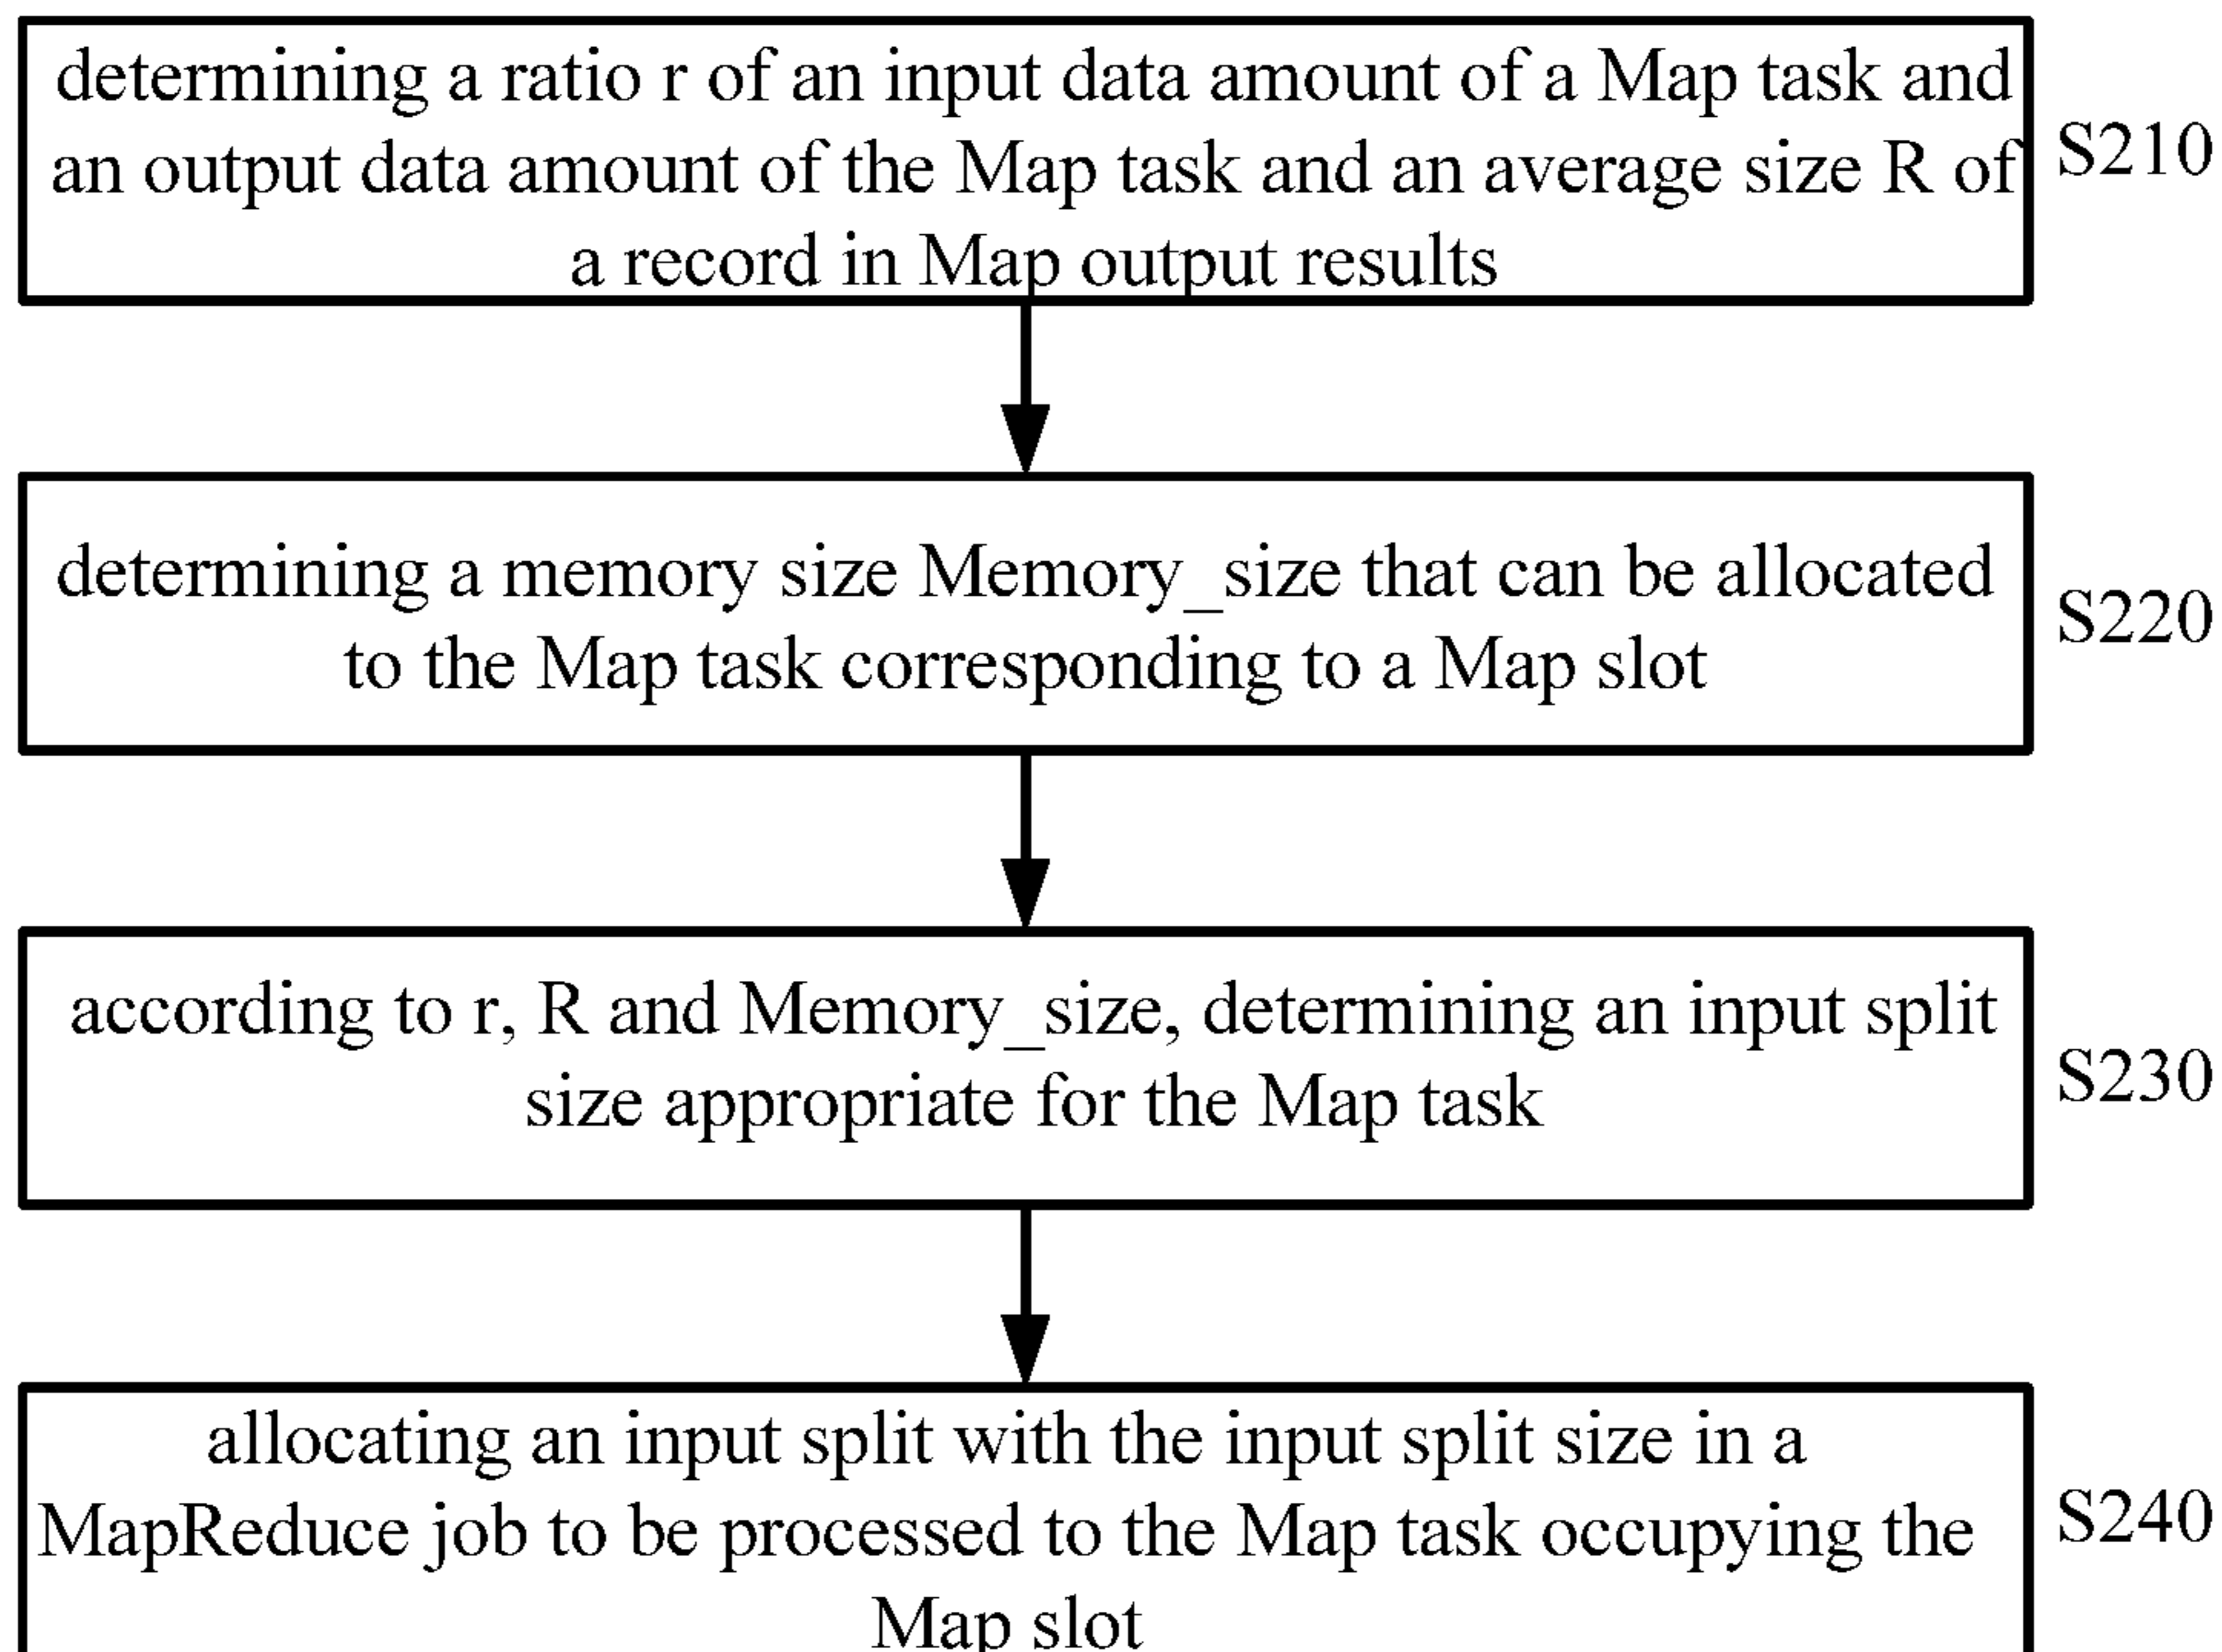 determining a ratio r of an input data amount of a Map task and
an output data amount of the Map task and an average size R of
a record in Map output results
S210
determining a memory size Memory_size that can be allocated
to the Map task corresponding to a Map slot
S220
according to r, R and Memory_size, determining an input split
size appropriate for the Map task
S230
allocating an input split with the input split size in a
MapReduce job to be processed to the Map task occupying the
Map slot
S240